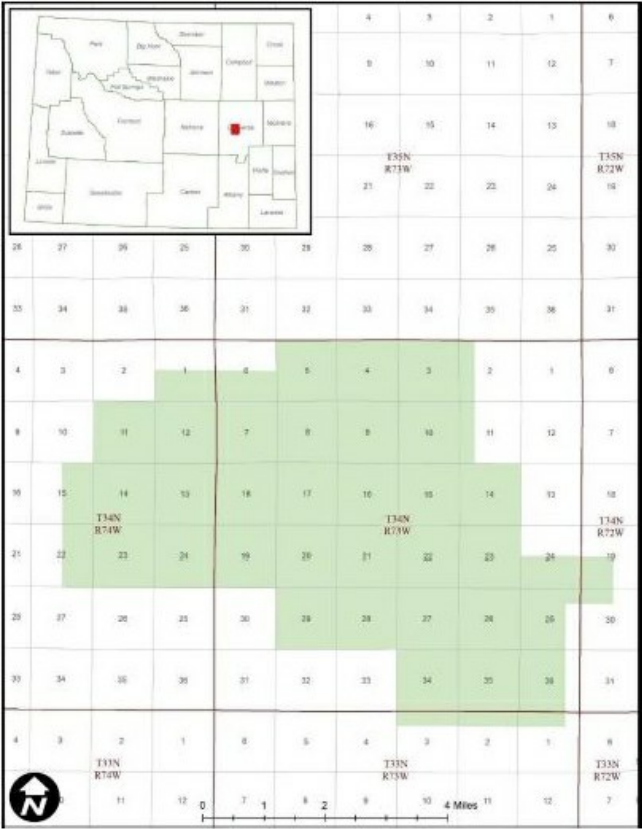 4 3 2 1 6
Park
Big Horn
Sheridan
Campbell
Crook
Johnson
Weston
Washakie
Hot Springs
Teton
Fremont
Natrona
Niobrara
Sublette
Lincoln
Sweetwater
Carbon
Albany
Platte
Goshen
Uinta
Laramie
9 10 11 12 7
16 15 14 13 18
T35N T35N
R73W R72W
21 22 23 24 19
26 27 26 25 30 29 28 27 26 25 30
33 34 35 36 31 32 33 34 35 36 31
4 3 2 1 6 5 4 3 2 1 6
9 10 11 12 7 8 9 10 11 12 7
16 15 14 13 18 17 16 15 14 13 18
T34N T34N T34N
R74W R73W R72W
21 22 23 24 19 20 21 22 23 24 19
28 27 26 25 30 29 28 27 26 25 30
33 34 35 36 31 32 33 34 35 36 31
4 3 2 1 6 5 4 3 2 1 6
T33N T33N T33N
R74W R73W R72W
11 12 7 8 9 10 11 12 7
N
0 1 2 4 Miles